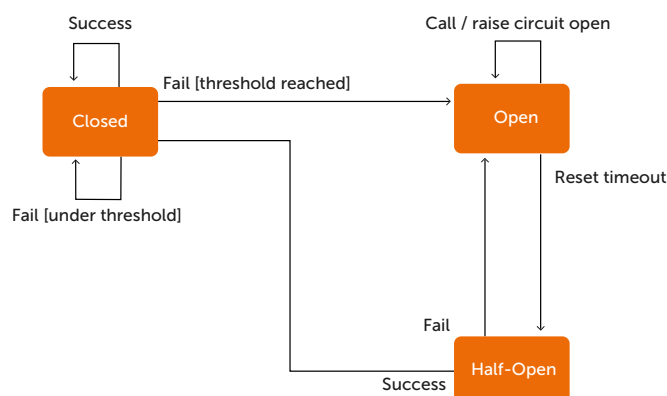 Success
Call / raise circuit open
Fail [threshold reached]
Closed
Open
Reset timeout
Fail [under threshold]
Fail
Half-Open
Success